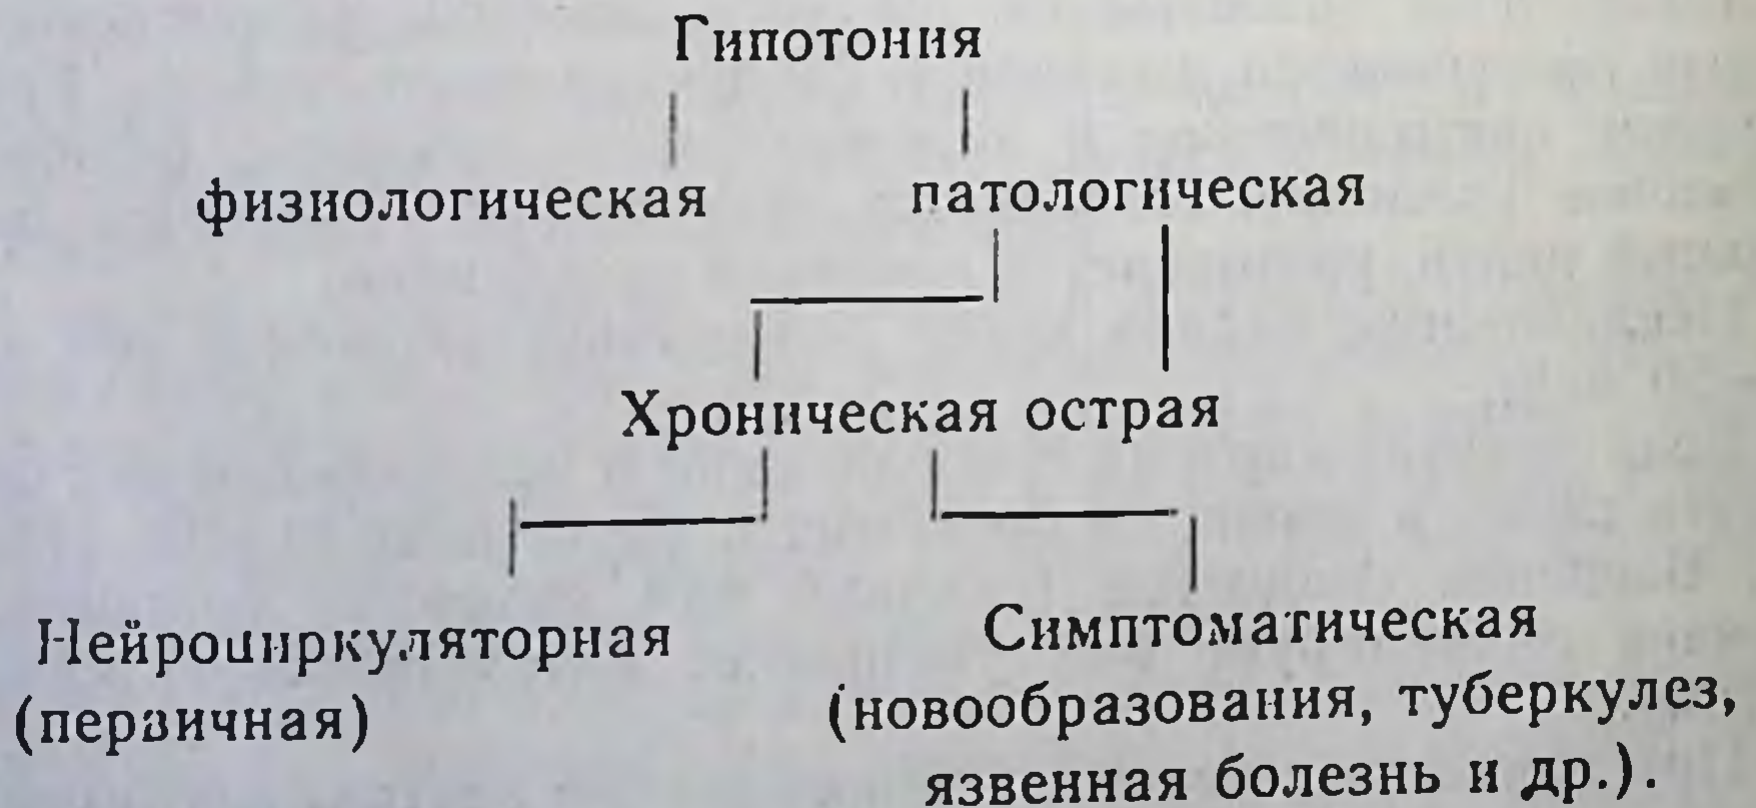 Гипотония
физиологическая патологическая
Хроническая острая
Нейроциркуляторная Симптоматическая
(первичная) (новообразования, туберкулез,
язвенная болезнь и др.).